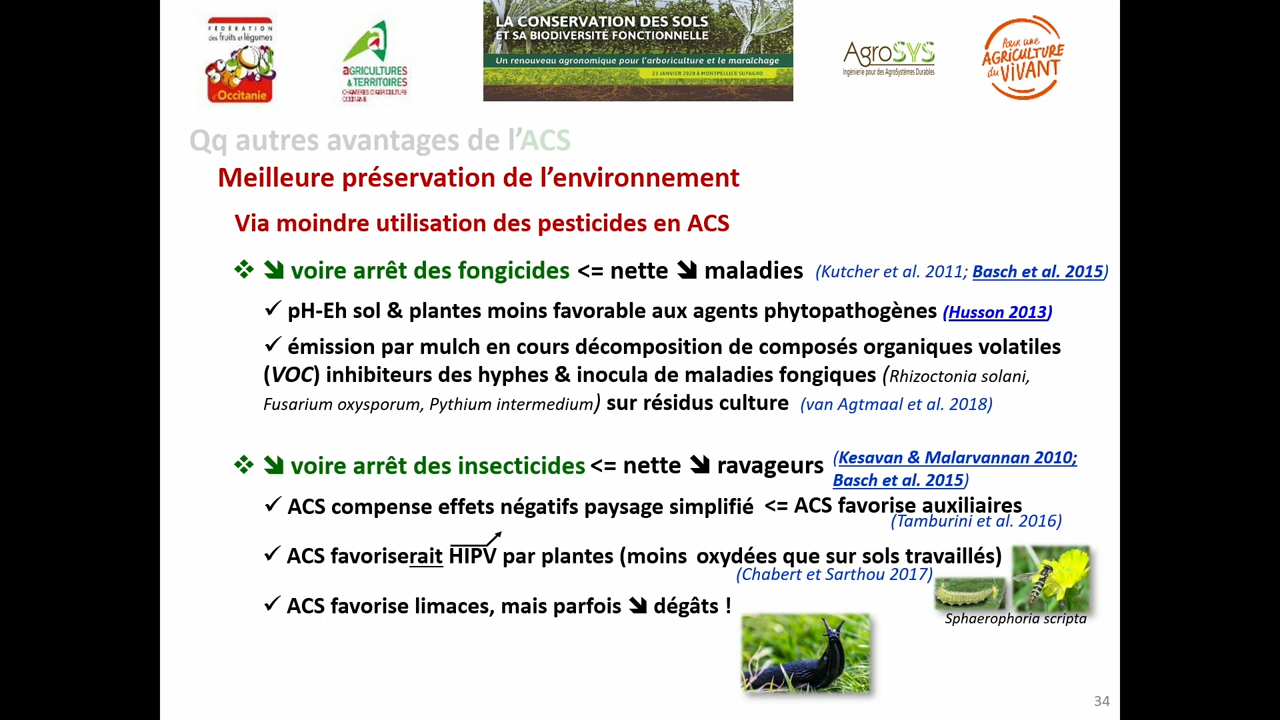 FÉDÉRATION
des fruits et légumes
d'Occitanie
AGRICULTURES
& TERRITOIRES
CHAMBRES D'AGRICULTURE
OCCITANIE
LA CONSERVATION DES SOLS
ET SA BIODIVERSITÉ FONCTIONNELLE
Un renouveau agronomique pour l'arboriculture et le maraîchage
23 JANVIER 2020 À MONTPELLIER SUPAGRO
AgroSYS
Ingénierie pour des AgroSystèmes Durables
Pour une
AGRICULTURE
du VIVANT
Qq autres avantages de l'ACS
Meilleure préservation de l'environnement
Via moindre utilisation des pesticides en ACS
❖ ➘ voire arrêt des fongicides <= nette ➘ maladies (Kutcher et al. 2011; Basch et al. 2015)
✓ pH-Eh sol & plantes moins favorable aux agents phytopathogènes (Husson 2013)
✓ émission par mulch en cours décomposition de composés organiques volatiles
(VOC) inhibiteurs des hyphes & inocula de maladies fongiques (Rhizoctonia solani,
Fusarium oxysporum, Pythium intermedium) sur résidus culture (van Agtmaal et al. 2018)
❖ ➘ voire arrêt des insecticides <= nette ➘ ravageurs (Kesavan & Malarvannan 2010;
Basch et al. 2015)
✓ ACS compense effets négatifs paysage simplifié <= ACS favorise auxiliaires
(Tamburini et al. 2016)
✓ ACS favoriserait HIPV par plantes (moins oxydées que sur sols travaillés)
(Chabert et Sarthou 2017)
✓ ACS favorise limaces, mais parfois ➘ dégâts !
Sphaerophoria scripta
34